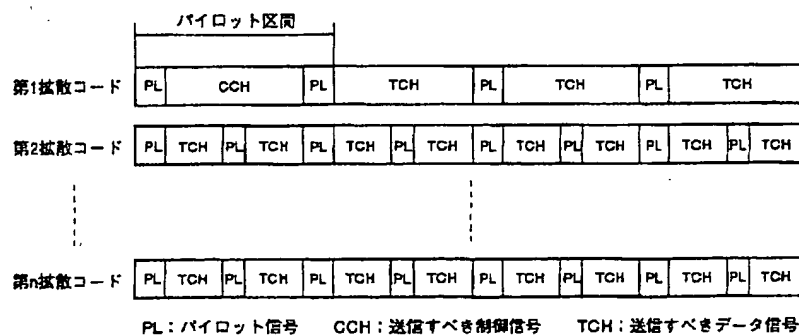 パイロット区間
第1拡散コード PL CCH PL TCH PL TCH PL TCH
第2拡散コード PL TCH PL TCH PL TCH PL TCH PL TCH PL TCH PL TCH PL TCH
第n拡散コード PL TCH PL TCH PL TCH PL TCH PL TCH PL TCH PL TCH PL TCH
PL：パイロット信号 CCH：送信すべき制御信号 TCH：送信すべきデータ信号